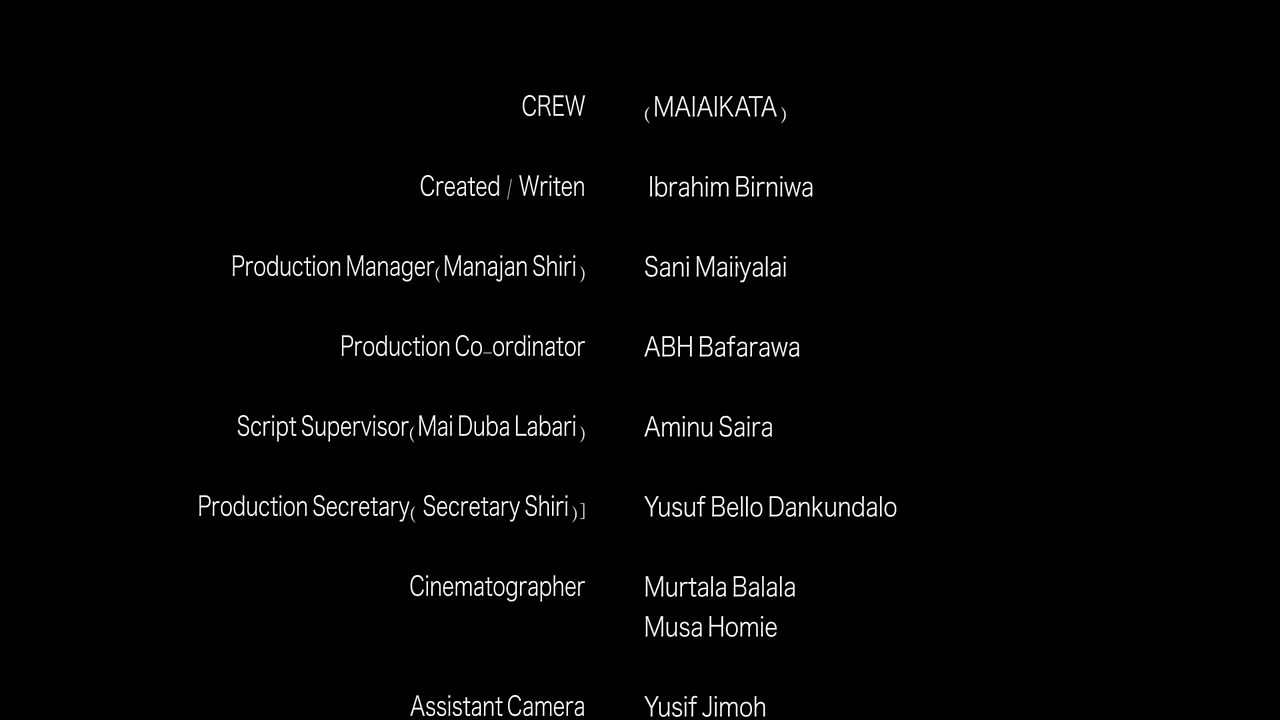 CREW (MAIAIKATA)
Created / Writen Ibrahim Birniwa
Production Manager(Manajan Shiri) Sani Maiiyalai
Production Co-ordinator ABH Bafarawa
Script Supervisor(Mai Duba Labari) Aminu Saira
Production Secretary( Secretary Shiri)] Yusuf Bello Dankundalo
Cinematographer Murtala Balala
Musa Homie
Assistant Camera Yusif Jimoh